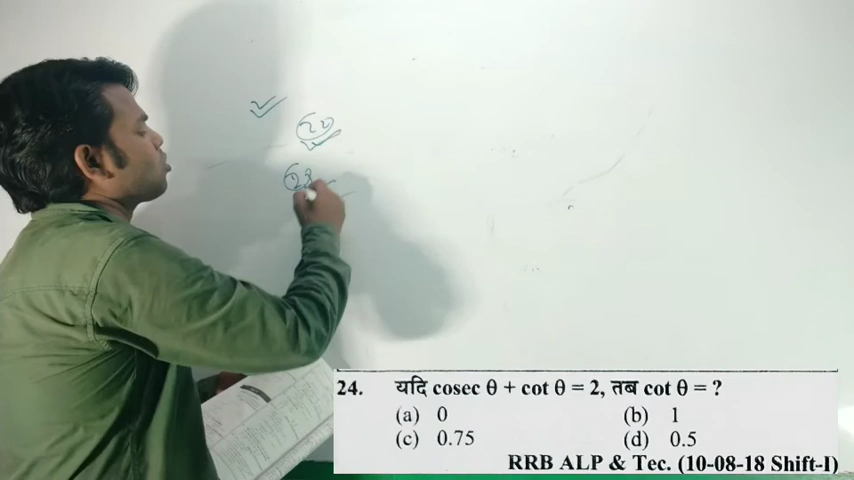 22
24. यदि cosec θ + cot θ = 2, तब cot θ = ?
(a) 0 (b) 1
(c) 0.75 (d) 0.5
RRB ALP & Tec. (10-08-18 Shift-I)